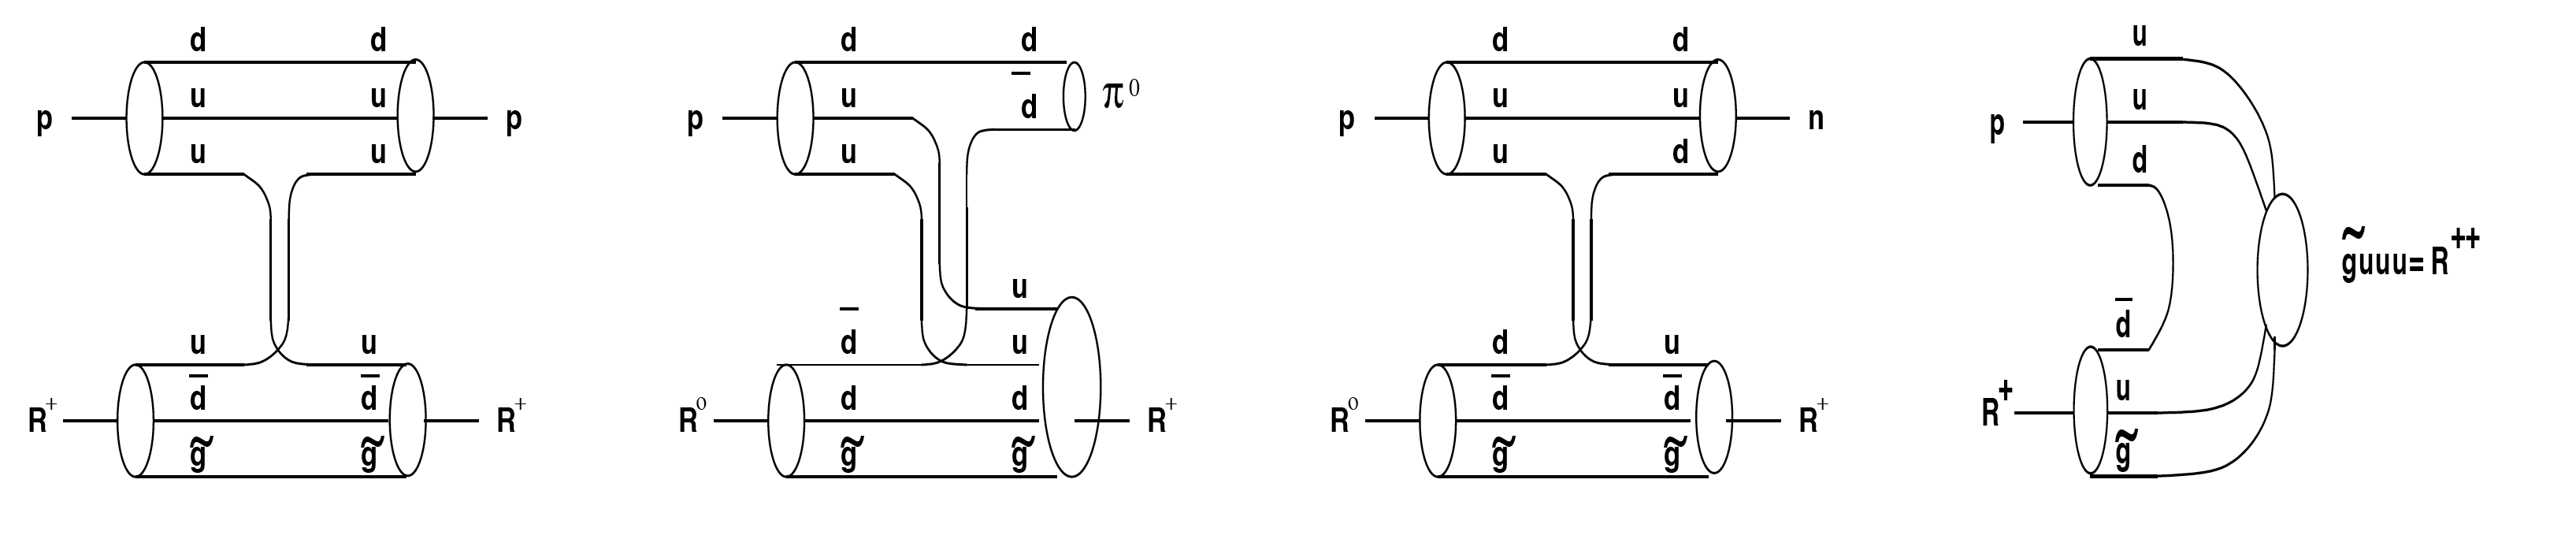 d d
u u
p p
u u
u u
d̄ d̄
R⁺ R⁺
g̃ g̃
d d
u d̄ π⁰
p
u
u
d̄ u
d d
R⁰ R⁺
g̃ g̃
d d
u u
p n
u d
d u
d̄ d̄
R⁰ R⁺
g̃ g̃
u
u
p
d
g̃uuu=R⁺⁺
d̄
u
R⁺
g̃